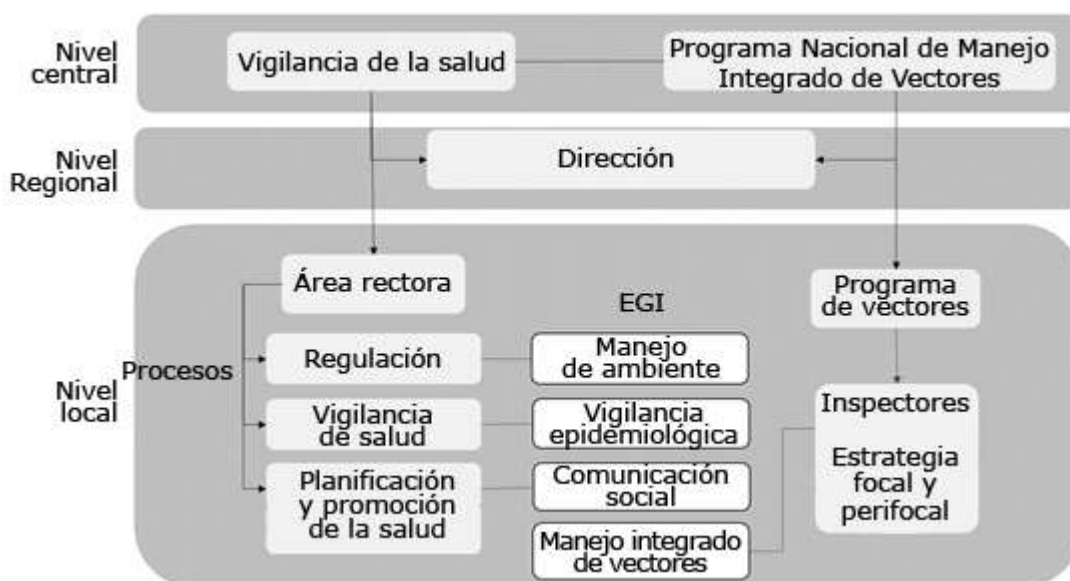 Nivel
central
Vigilancia de la salud
Programa Nacional de Manejo
Integrado de Vectores
Nivel
Regional
Dirección
Nivel
local
Procesos
Área rectora
EGI
Programa
de vectores
Regulación
Manejo
de ambiente
Vigilancia
de salud
Vigilancia
epidemiológica
Planificación
y promoción
de la salud
Comunicación
social
Manejo integrado
de vectores
Inspectores
Estrategia
focal y
perifocal